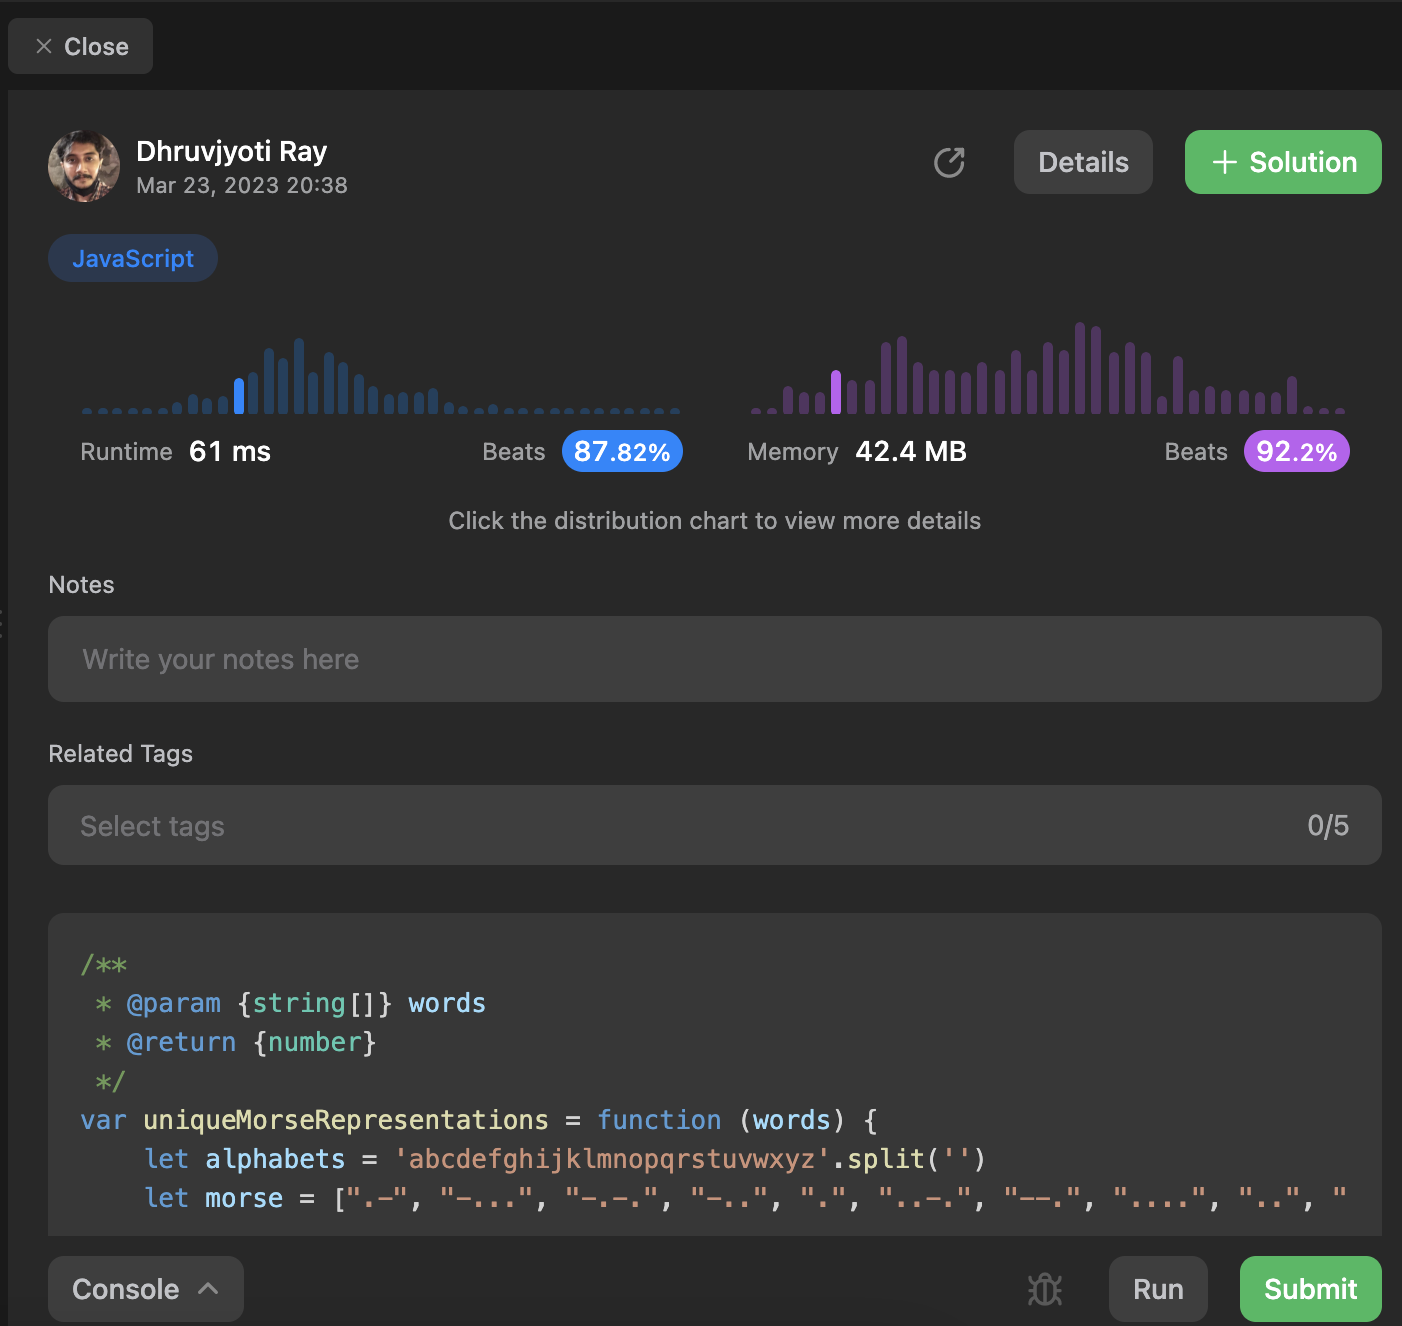 Close
Dhruvjyoti Ray
Mar 23, 2023 20:38
Details
+ Solution
JavaScript
Runtime 61 ms Beats 87.82%
Memory 42.4 MB Beats 92.2%
Click the distribution chart to view more details
Notes
Write your notes here
Related Tags
Select tags 0/5
/**
 * @param {string[]} words
 * @return {number}
 */
var uniqueMorseRepresentations = function (words) {
    let alphabets = 'abcdefghijklmnopqrstuvwxyz'.split('')
    let morse = [".-", "-...", "-.-.", "-..", ".", "..-.", "--.", "....", "..", "
Console
Run
Submit